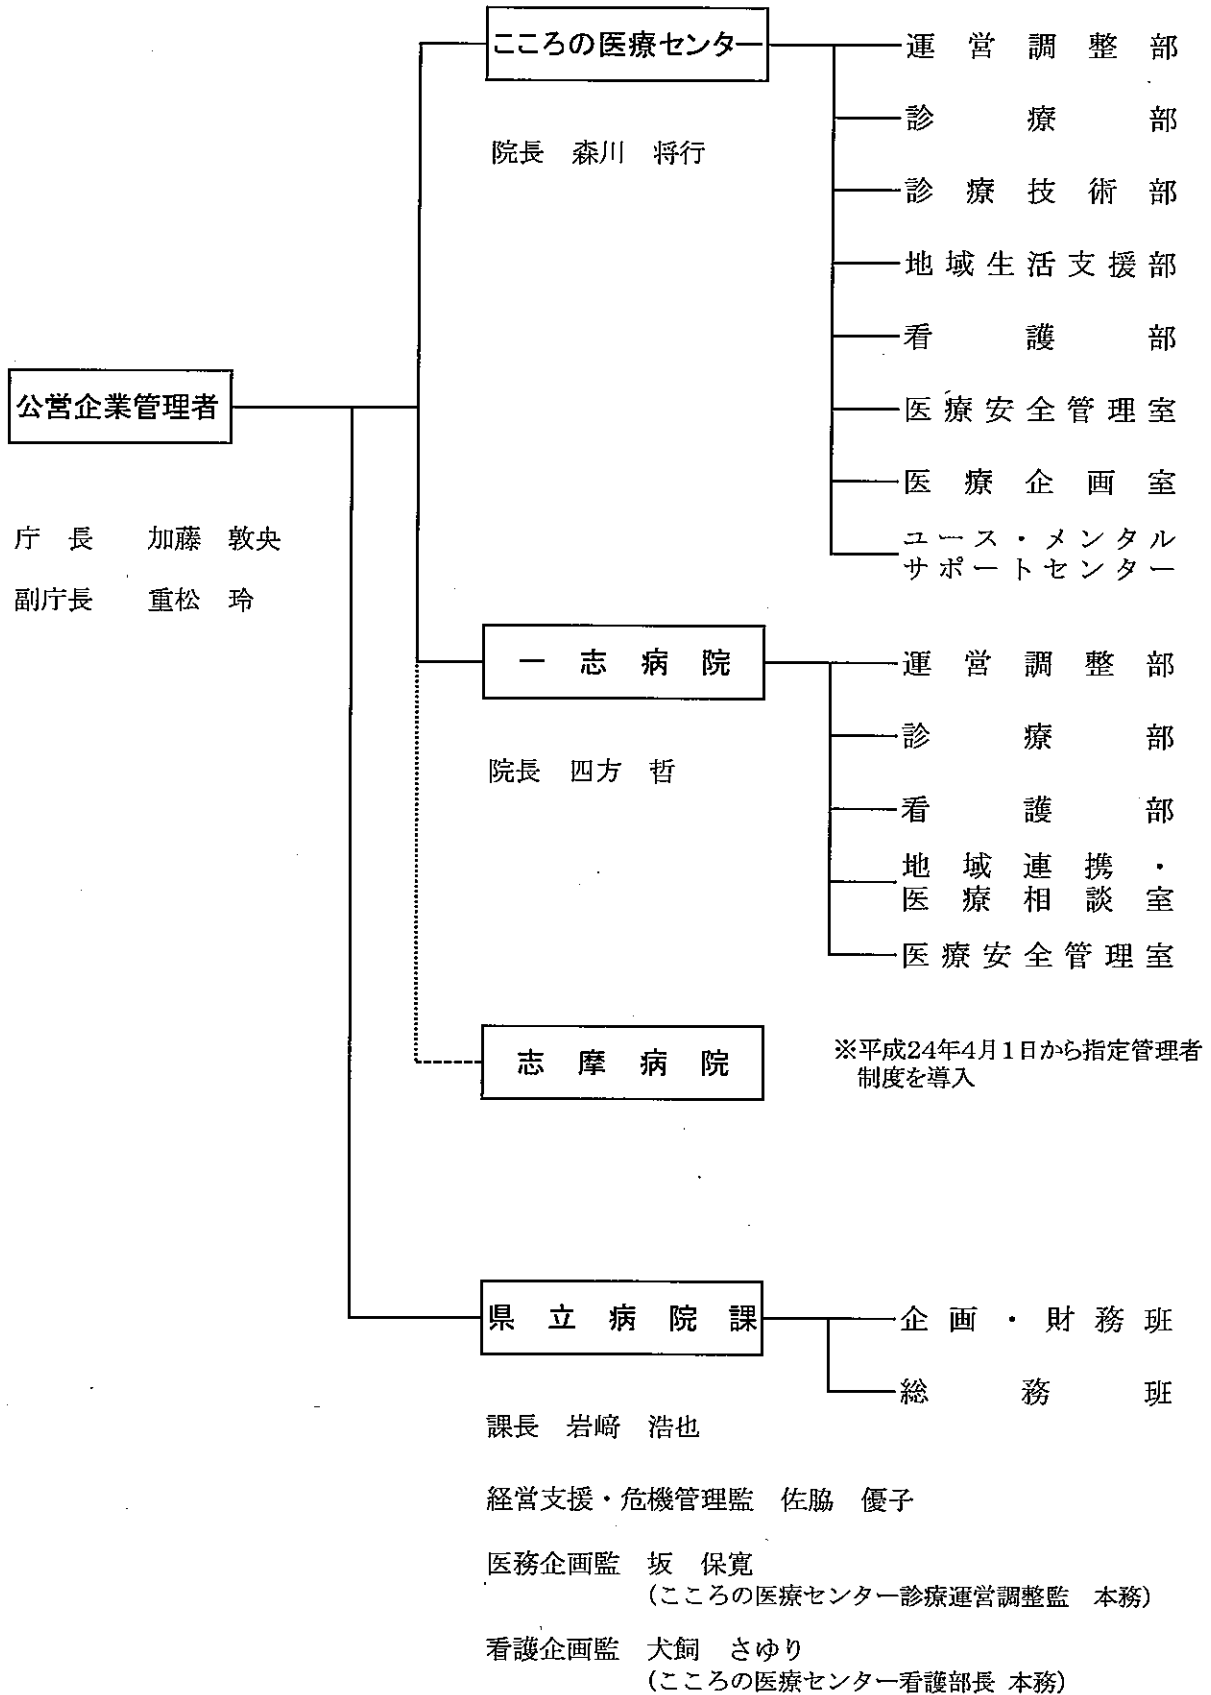 こころの医療センター
院長 森川 将行
運営調整部
診療部
診療技術部
地域生活支援部
看護部
医療安全管理室
医療企画室
ユース・メンタル
サポートセンター
公営企業管理者
庁長 加藤 敦央
副庁長 重松 玲
一志病院
院長 四方 哲
運営調整部
診療部
看護部
地域連携・
医療相談室
医療安全管理室
志摩病院
※平成24年4月1日から指定管理者
制度を導入
県立病院課
企画・財務班
総務班
課長 岩﨑 浩也
経営支援・危機管理監 佐脇 優子
医務企画監 坂 保寛
(こころの医療センター診療運営調整監 本務)
看護企画監 犬飼 さゆり
(こころの医療センター看護部長 本務)